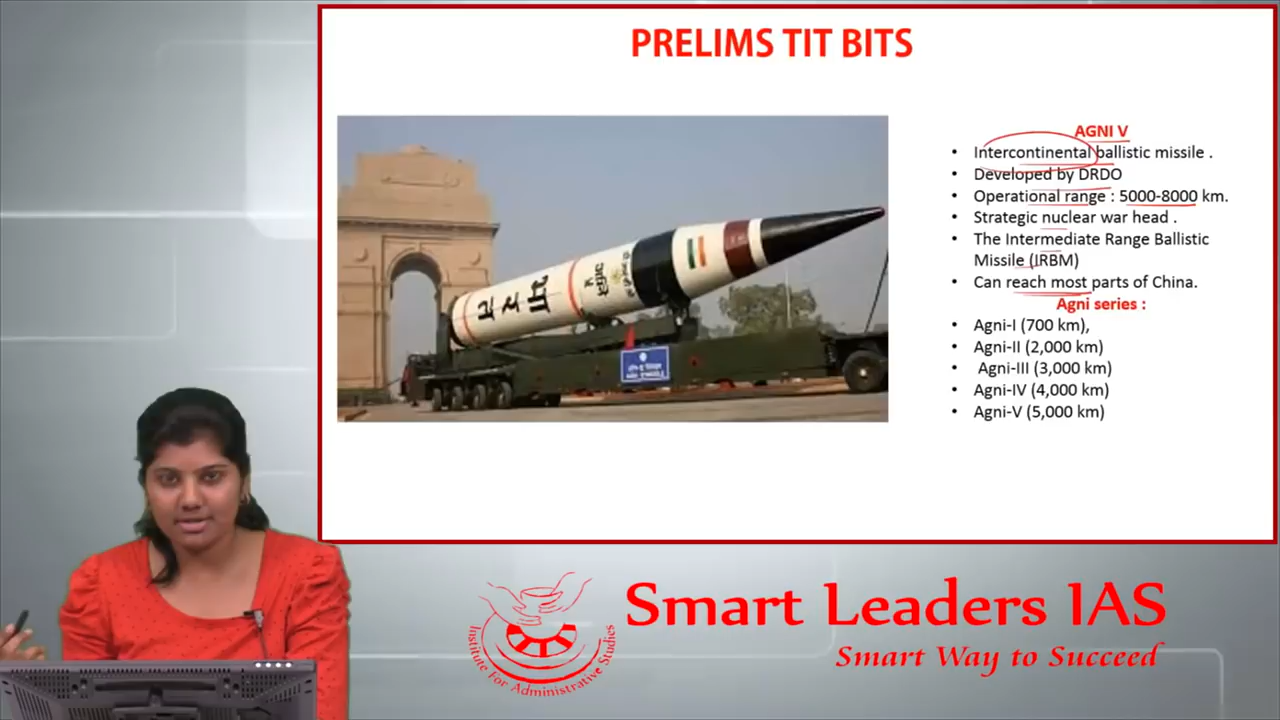 PRELIMS TIT BITS
AGNI V
• Intercontinental ballistic missile .
• Developed by DRDO
• Operational range : 5000-8000 km.
• Strategic nuclear war head .
• The Intermediate Range Ballistic
Missile (IRBM)
• Can reach most parts of China.
Agni series :
• Agni-I (700 km),
• Agni-II (2,000 km)
• Agni-III (3,000 km)
• Agni-IV (4,000 km)
• Agni-V (5,000 km)
Smart Leaders IAS
Smart Way to Succeed
Institute For Administrative Studies